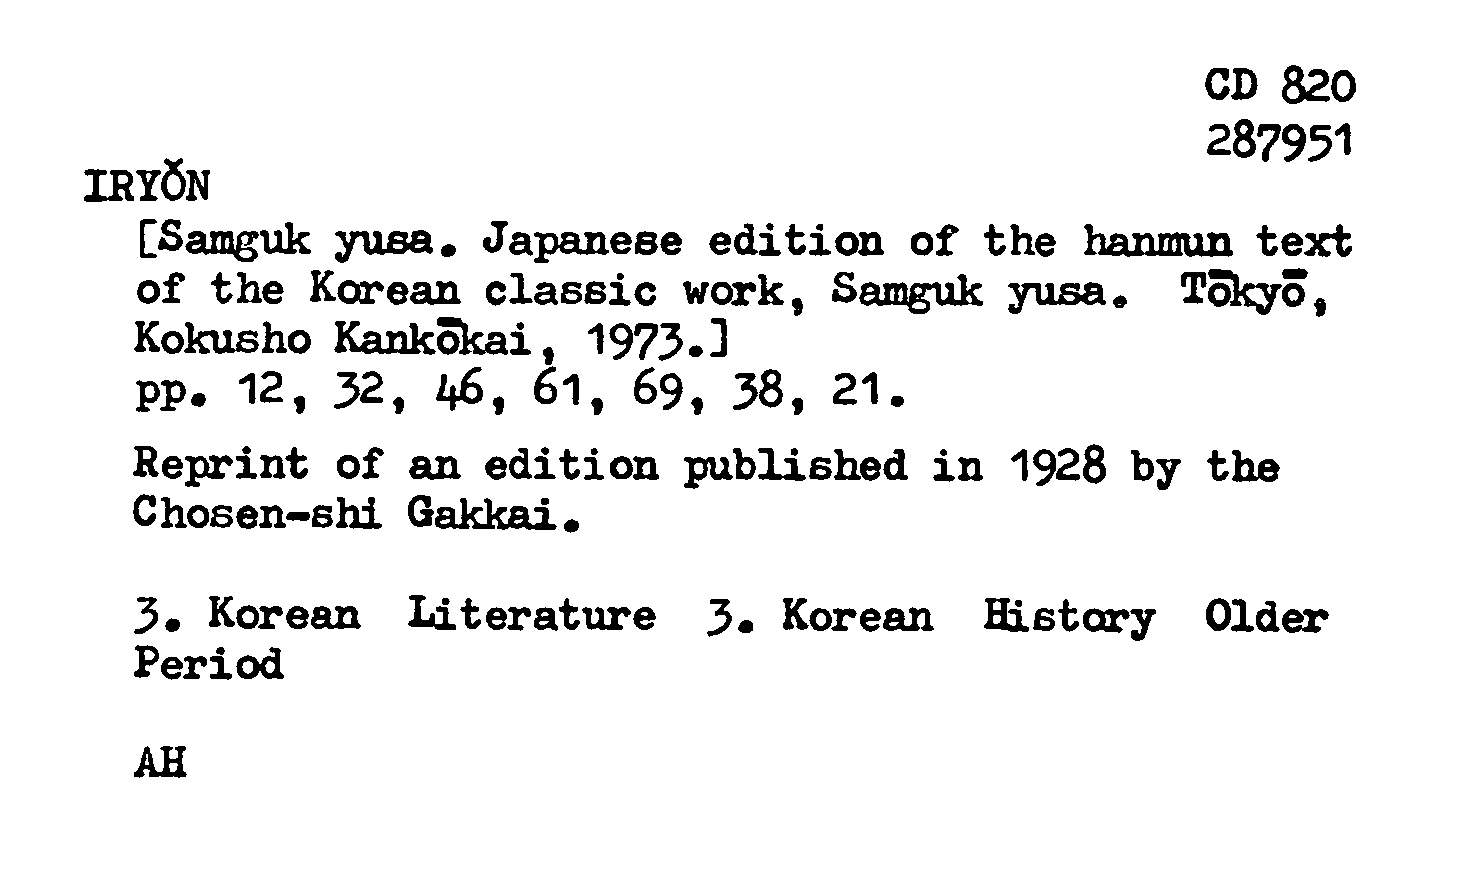 CD 820
287951
IRYŎN
[Samguk yusa. Japanese edition of the hanmun text
of the Korean classic work, Samguk yusa. Tōkyō,
Kokusho Kankōkai, 1973.]
pp. 12, 32, 46, 61, 69, 38, 21.
Reprint of an edition published in 1928 by the
Chosen-shi Gakkai.
3. Korean Literature 3. Korean History Older
Period
AH